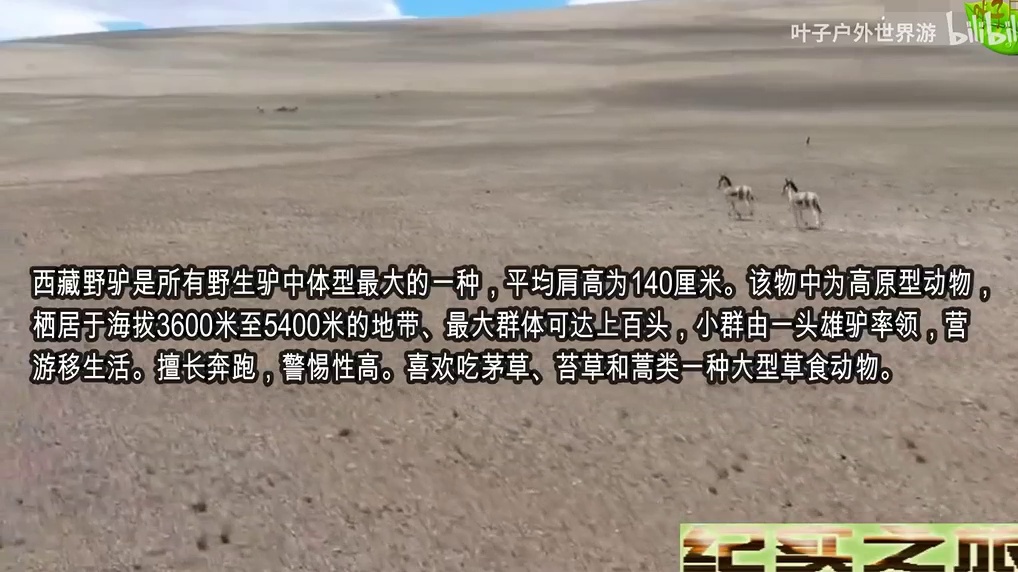 叶子户外世界游 bilibili
西藏野驴是所有野生驴中体型最大的一种，平均肩高为140厘米。该物中为高原型动物，
栖居于海拔3600米至5400米的地带、最大群体可达上百头，小群由一头雄驴率领，营
游移生活。擅长奔跑，警惕性高。喜欢吃茅草、苔草和蒿类一种大型草食动物。
纪实之旅